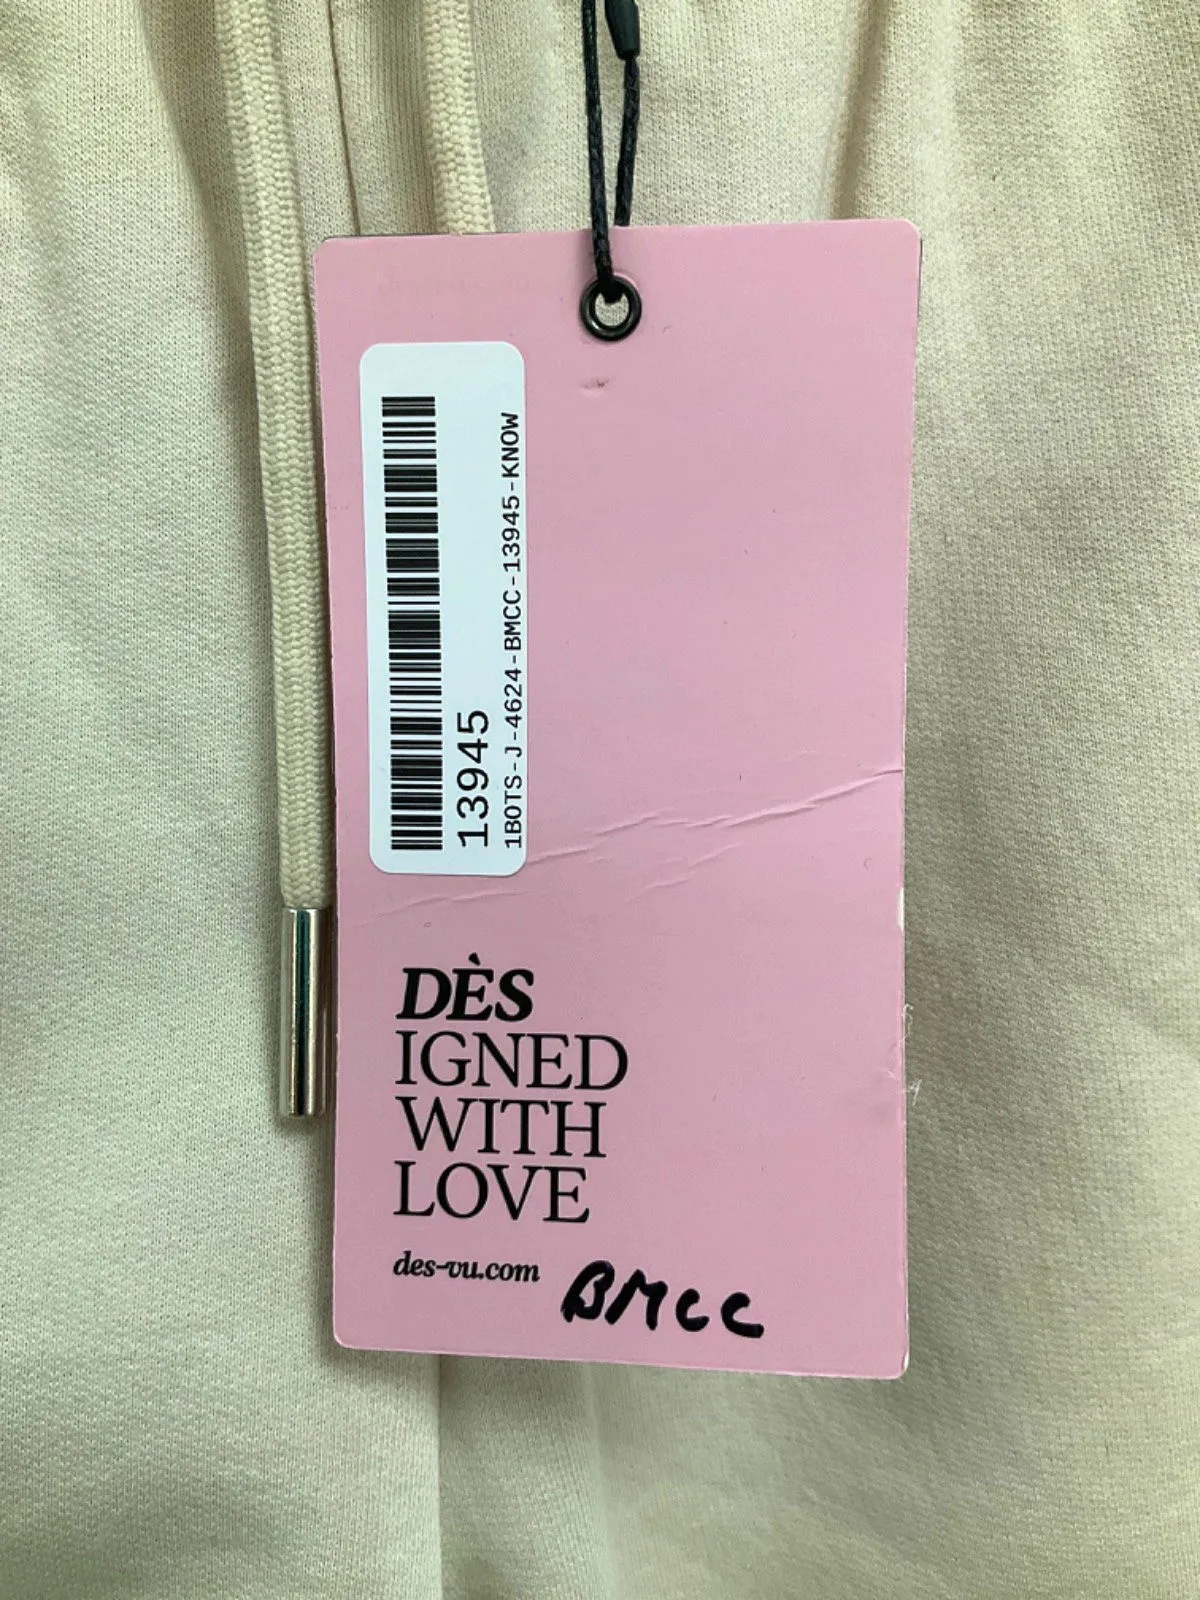 13945
1BOTS-J-4624-BMCC-13945-KNOW
DÈS
IGNED
WITH
LOVE
des-vu.com
BMCC